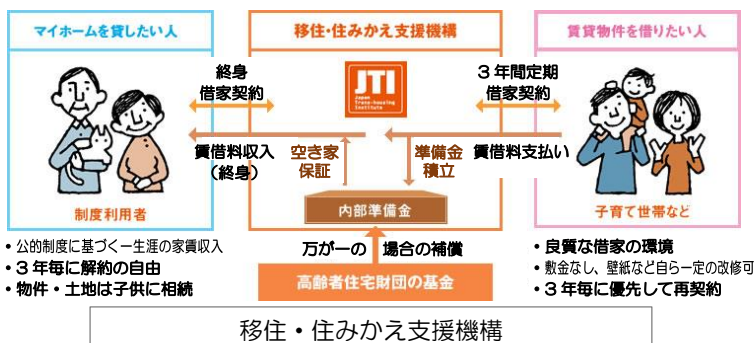 マイホームを貸したい人
移住・住みかえ支援機構
賃貸物件を借りたい人
JTI
Japan
Trans-housing
Institute
終身
借家契約
3年間定期
借家契約
賃借料収入
(終身)
空き家
保証
準備金
積立
賃借料支払い
内部準備金
制度利用者
子育て世帯など
・公的制度に基づく一生涯の家賃収入
・3年毎に解約の自由
・物件・土地は子供に相続
万が一の 場合の補償
高齢者住宅財団の基金
・良質な借家の環境
・敷金なし、壁紙など自ら一定の改修可
・3年毎に優先して再契約
移住・住みかえ支援機構